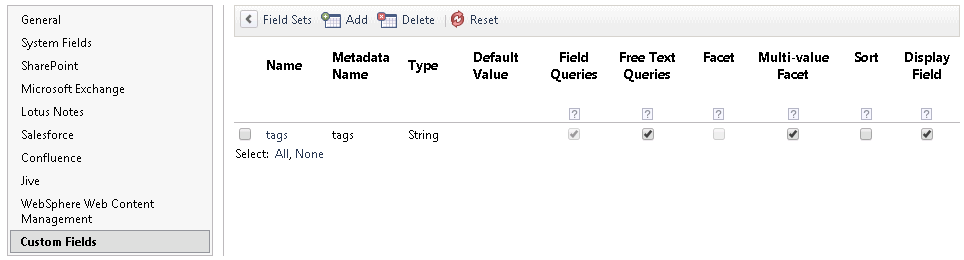 General
System Fields
SharePoint
Microsoft Exchange
Lotus Notes
Salesforce
Confluence
Jive
WebSphere Web Content
Management
Custom Fields
Field Sets Add Delete Reset
Name Metadata Name Type Default Value Field Queries Free Text Queries Facet Multi-value Facet Sort Display Field
? ? ? ? ? ?
tags tags String
Select: All, None